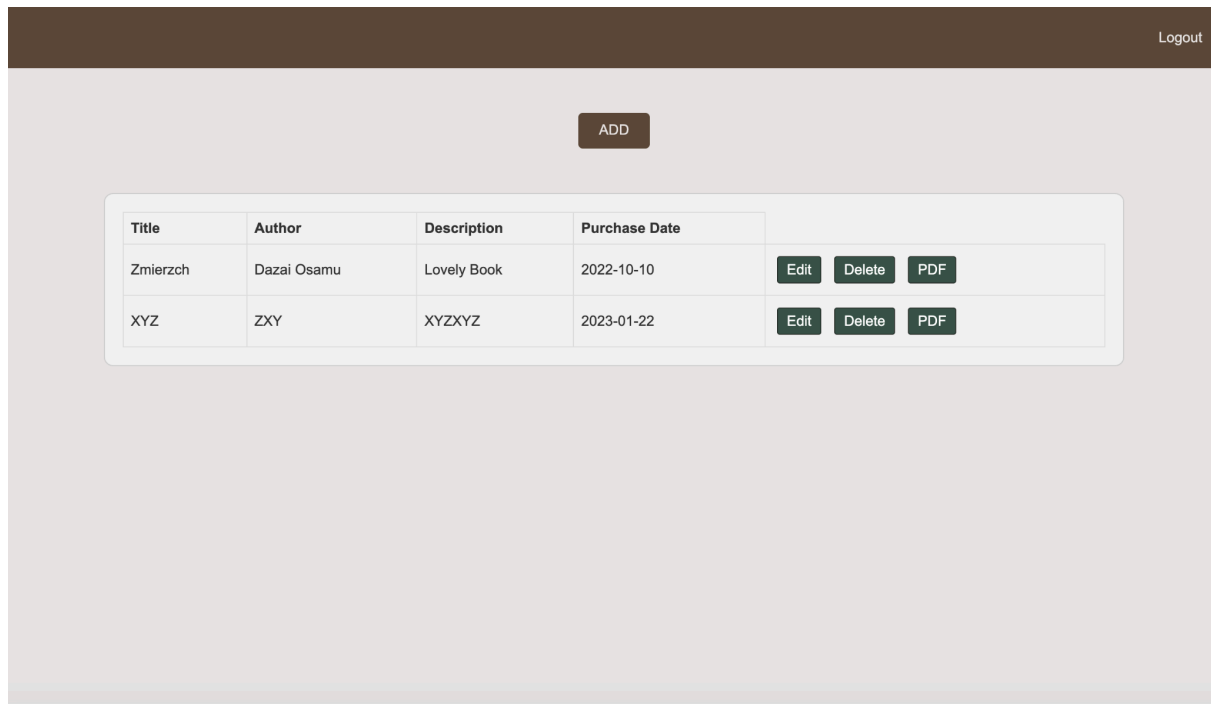 Logout
ADD
Title Author Description Purchase Date
Zmierzch Dazai Osamu Lovely Book 2022-10-10 Edit Delete PDF
XYZ ZXY XYZXYZ 2023-01-22 Edit Delete PDF